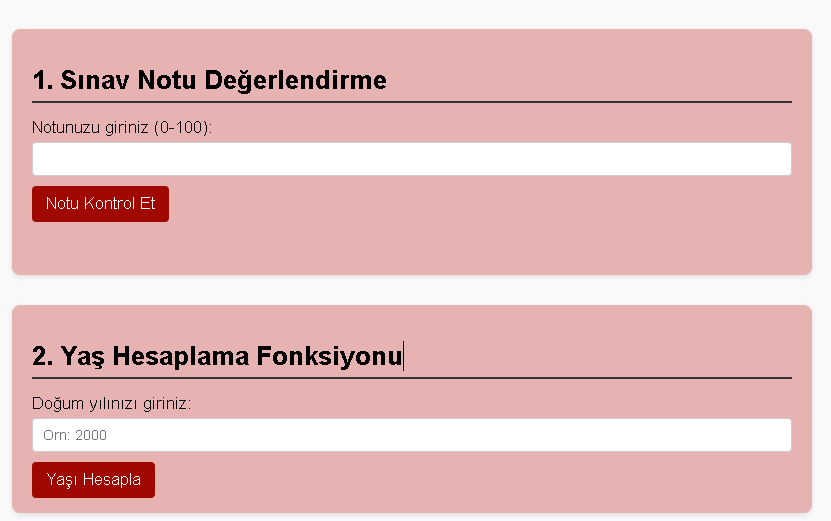 1. Sınav Notu Değerlendirme
Notunuzu giriniz (0-100):
Notu Kontrol Et
2. Yaş Hesaplama Fonksiyonu
Doğum yılınızı giriniz:
Örn: 2000
Yaşı Hesapla